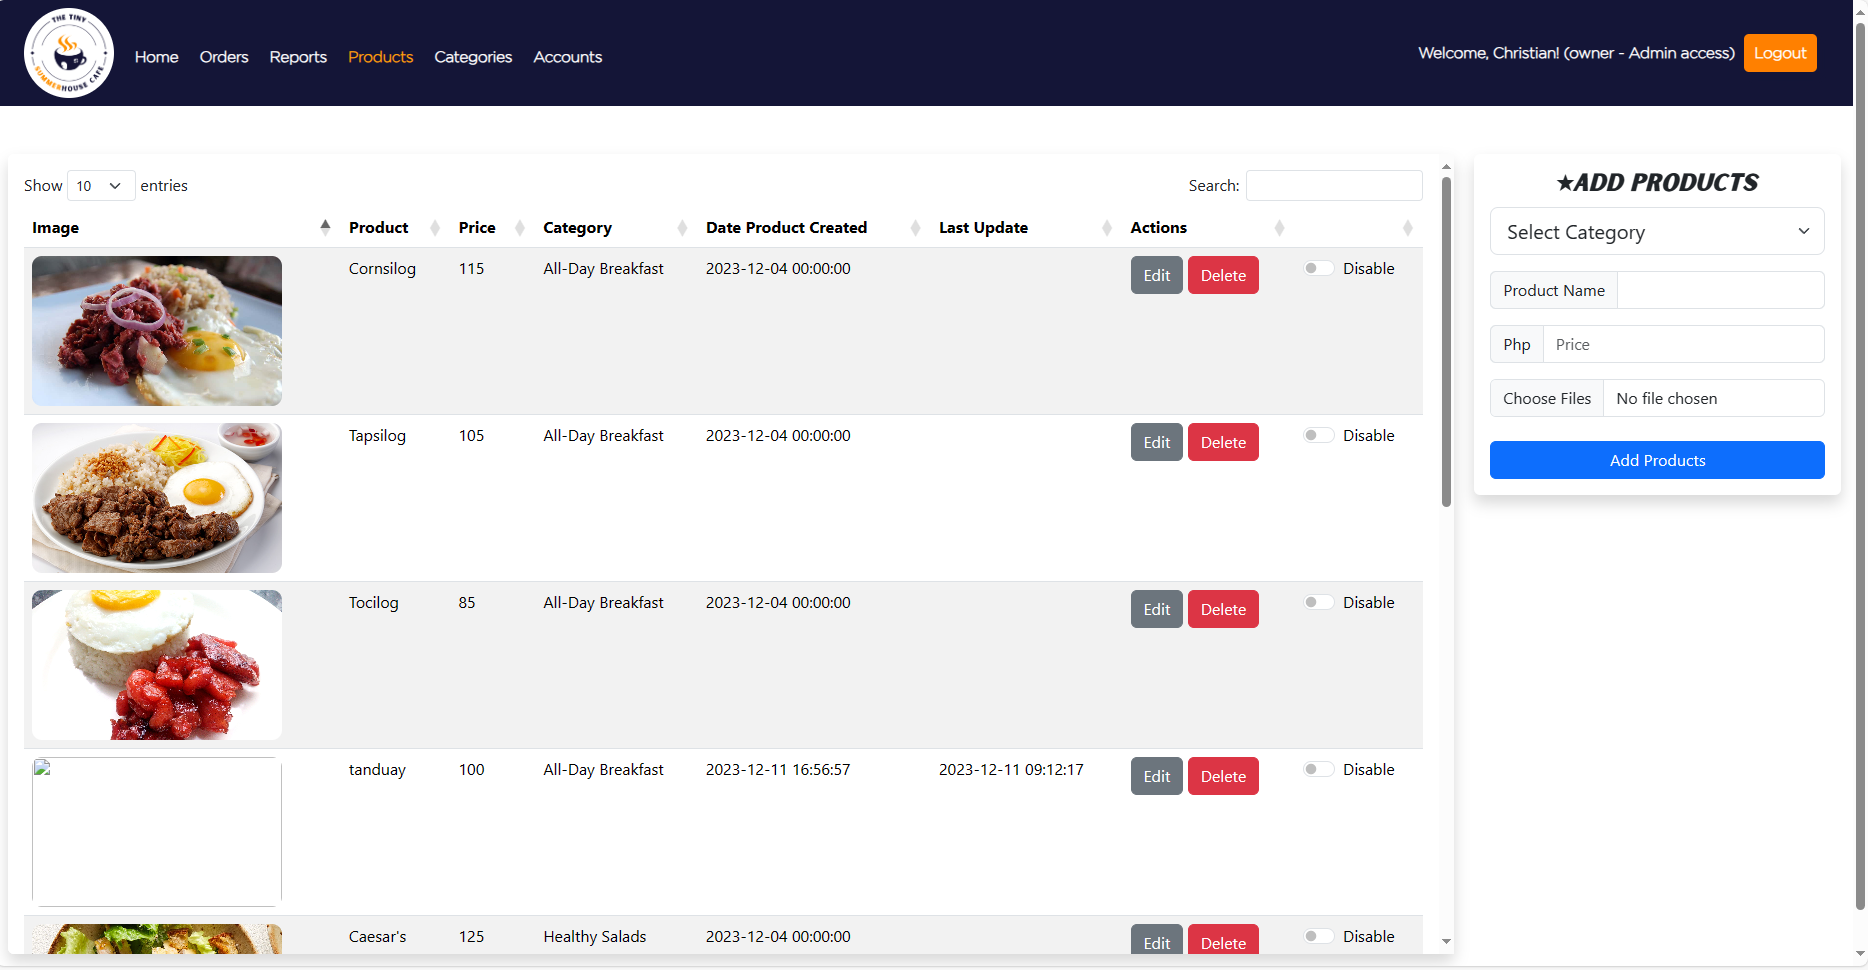 THE TINY
SUMMERHOUSE CAFE
Home Orders Reports Products Categories Accounts
Welcome, Christian! (owner - Admin access) Logout
Show 10 entries
Search:
Image Product Price Category Date Product Created Last Update Actions
Cornsilog 115 All-Day Breakfast 2023-12-04 00:00:00 Edit Delete Disable
Tapsilog 105 All-Day Breakfast 2023-12-04 00:00:00 Edit Delete Disable
Tocilog 85 All-Day Breakfast 2023-12-04 00:00:00 Edit Delete Disable
tanduay 100 All-Day Breakfast 2023-12-11 16:56:57 2023-12-11 09:12:17 Edit Delete Disable
Caesar's 125 Healthy Salads 2023-12-04 00:00:00 Edit Delete Disable
★ADD PRODUCTS
Select Category
Product Name
Php Price
Choose Files No file chosen
Add Products